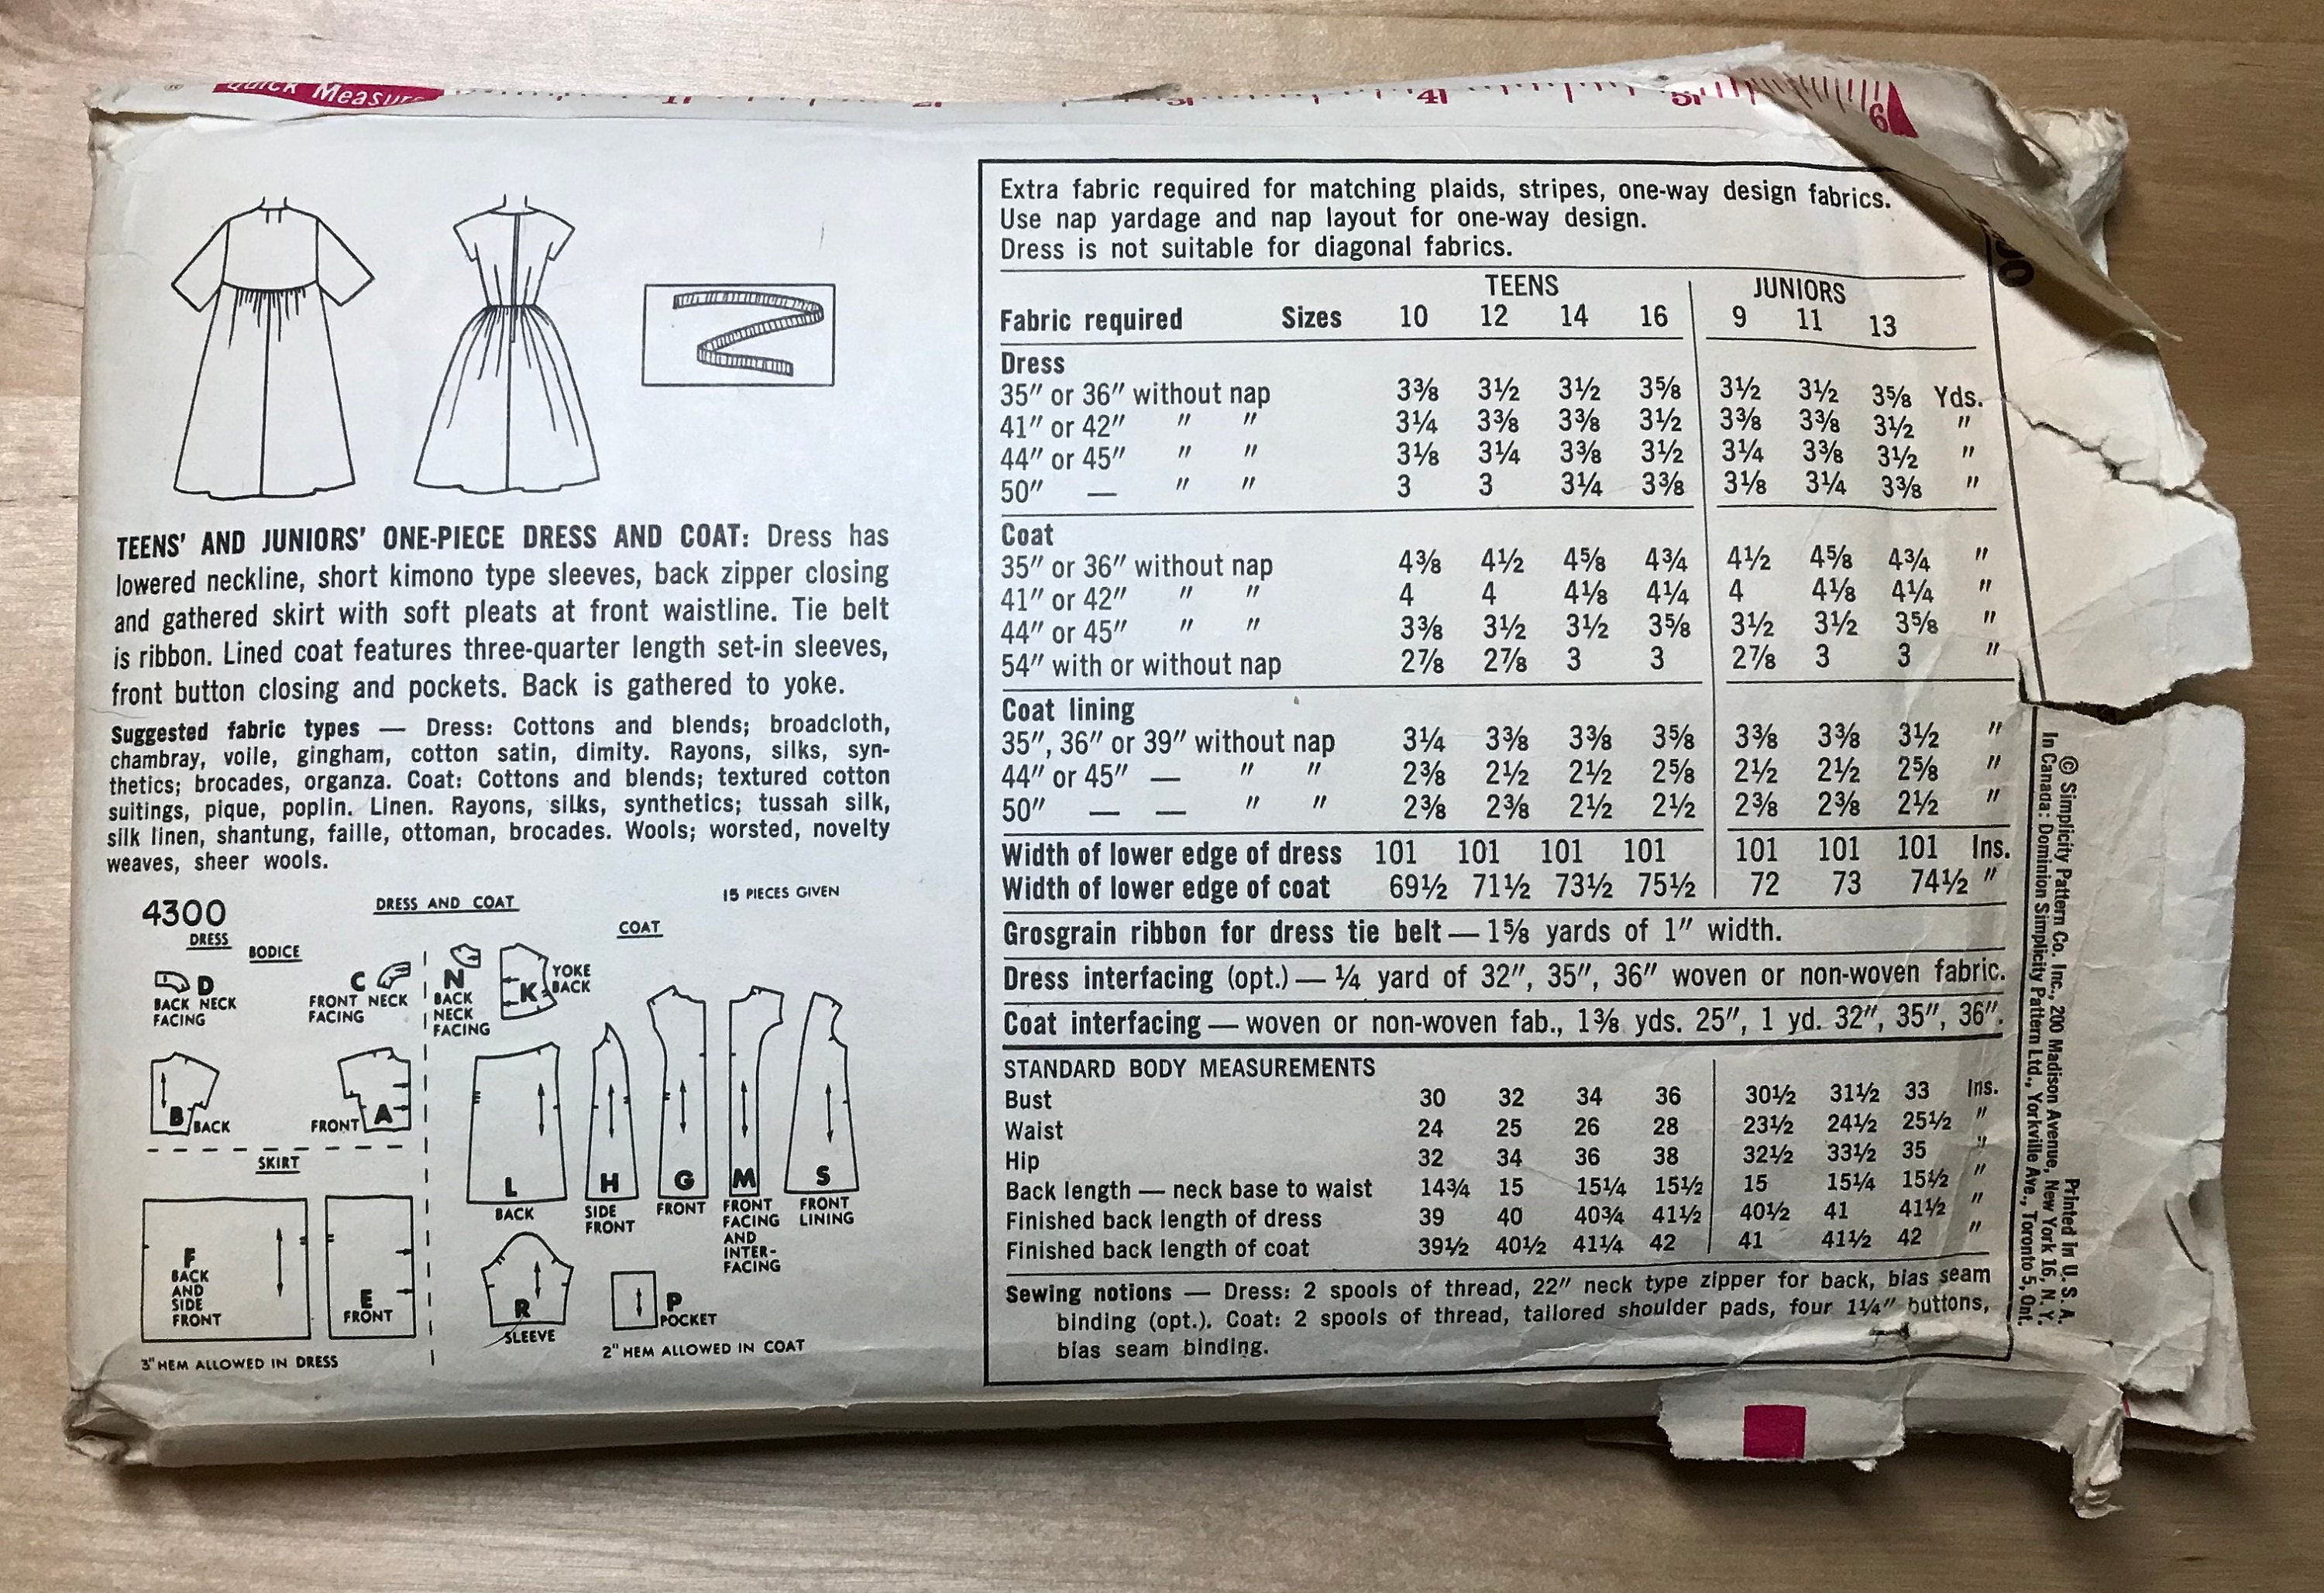 Quick Measure
1 2 3 4 5 6
TEENS' AND JUNIORS' ONE-PIECE DRESS AND COAT: Dress has
lowered neckline, short kimono type sleeves, back zipper closing
and gathered skirt with soft pleats at front waistline. Tie belt
is ribbon. Lined coat features three-quarter length set-in sleeves,
front button closing and pockets. Back is gathered to yoke.
Suggested fabric types — Dress: Cottons and blends; broadcloth,
chambray, voile, gingham, cotton satin, dimity. Rayons, silks, syn-
thetics; brocades, organza. Coat: Cottons and blends; textured cotton
suitings, pique, poplin. Linen. Rayons, silks, synthetics; tussah silk,
silk linen, shantung, faille, ottoman, brocades. Wools; worsted, novelty
weaves, sheer wools.
4300
DRESS AND COAT
15 PIECES GIVEN
DRESS
BODICE
D
BACK NECK
FACING
C
FRONT NECK
FACING
B
BACK
FRONT
A
SKIRT
F
BACK
AND
SIDE
FRONT
E
FRONT
3" HEM ALLOWED IN DRESS
COAT
N
BACK
NECK
FACING
K
YOKE
BACK
L
BACK
H
SIDE
FRONT
G
FRONT
M
FRONT
FACING
AND
INTER-
FACING
S
FRONT
LINING
R
SLEEVE
P
POCKET
2" HEM ALLOWED IN COAT
Extra fabric required for matching plaids, stripes, one-way design fabrics.
Use nap yardage and nap layout for one-way design.
Dress is not suitable for diagonal fabrics.
TEENS JUNIORS
Fabric required Sizes 10 12 14 16 9 11 13
Dress
35" or 36" without nap 3⅜ 3½ 3½ 3⅝ 3½ 3½ 3⅝ Yds.
41" or 42" " " 3¼ 3⅜ 3⅜ 3½ 3⅜ 3⅜ 3½ "
44" or 45" " " 3⅛ 3¼ 3⅜ 3½ 3¼ 3⅜ 3½ "
50" — " " 3 3 3¼ 3⅜ 3⅛ 3¼ 3⅜ "
Coat
35" or 36" without nap 4⅜ 4½ 4⅝ 4¾ 4½ 4⅝ 4¾ "
41" or 42" " " 4 4 4⅛ 4¼ 4 4⅛ 4¼ "
44" or 45" " " 3⅜ 3½ 3½ 3⅝ 3½ 3½ 3⅝ "
54" with or without nap 2⅞ 2⅞ 3 3 2⅞ 3 3 "
Coat lining
35", 36" or 39" without nap 3¼ 3⅜ 3⅜ 3⅝ 3⅜ 3⅜ 3½ "
44" or 45" — " " 2⅜ 2½ 2½ 2⅝ 2½ 2½ 2⅝ "
50" — — " " 2⅜ 2⅜ 2½ 2½ 2⅜ 2⅜ 2½ "
Width of lower edge of dress 101 101 101 101 101 101 101 Ins.
Width of lower edge of coat 69½ 71½ 73½ 75½ 72 73 74½ "
Grosgrain ribbon for dress tie belt — 1⅝ yards of 1" width.
Dress interfacing (opt.) — ¼ yard of 32", 35", 36" woven or non-woven fabric.
Coat interfacing — woven or non-woven fab., 1⅜ yds. 25", 1 yd. 32", 35", 36".
STANDARD BODY MEASUREMENTS
Bust 30 32 34 36 30½ 31½ 33 Ins.
Waist 24 25 26 28 23½ 24½ 25½ "
Hip 32 34 36 38 32½ 33½ 35 "
Back length — neck base to waist 14¾ 15 15¼ 15½ 15 15¼ 15½ "
Finished back length of dress 39 40 40¾ 41½ 40½ 41 41½ "
Finished back length of coat 39½ 40½ 41¼ 42 41 41½ 42 "
Sewing notions — Dress: 2 spools of thread, 22" neck type zipper for back, bias seam
binding (opt.). Coat: 2 spools of thread, tailored shoulder pads, four 1¼" buttons,
bias seam binding.
Printed in U. S. A.
© Simplicity Pattern Co. Inc., 200 Madison Avenue, New York 16, N. Y.
In Canada: Dominion Simplicity Pattern Ltd., Yorkville Ave., Toronto 5, Ont.